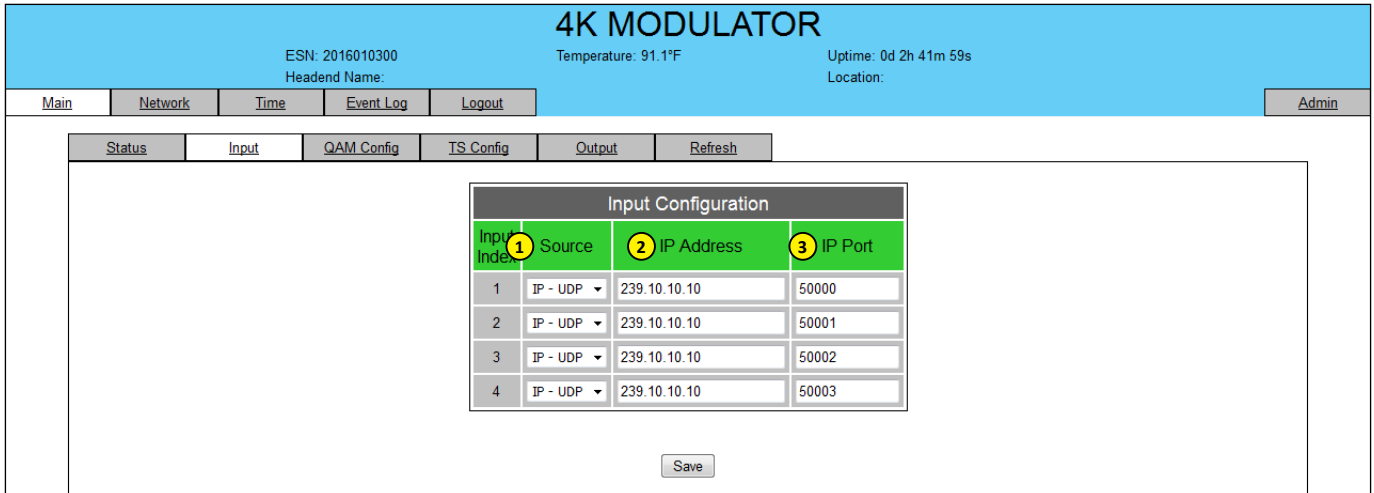 4K MODULATOR
ESN: 2016010300 Temperature: 91.1°F Uptime: 0d 2h 41m 59s
Headend Name: Location:
Main Network Time Event Log Logout Admin
Status Input QAM Config TS Config Output Refresh
Input Configuration
Input Index 1 Source 2 IP Address 3 IP Port
1 IP - UDP 239.10.10.10 50000
2 IP - UDP 239.10.10.10 50001
3 IP - UDP 239.10.10.10 50002
4 IP - UDP 239.10.10.10 50003
Save